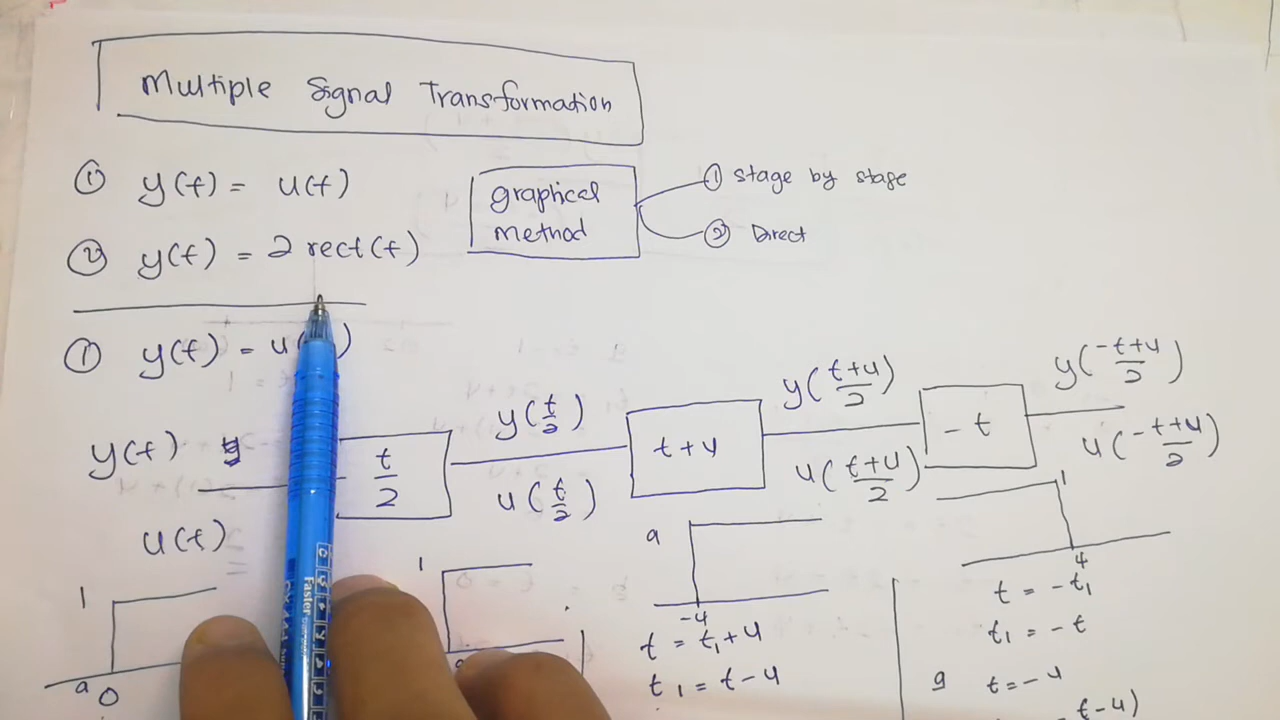 Multiple Signal Transformation
① y(t) = u(t)
② y(t) = 2 rect(t)
graphical method
① stage by stage
② Direct
① y(t) = u( )
y(t)
u(t)
t/2
y(t/2)
u(t/2)
t+4
y((t+4)/2)
u((t+4)/2)
-t
y((-t+4)/2)
u((-t+4)/2)
1
a 0
1
a
a
-4
t = t₁+4
t₁ = t-4
1
4
t = -t₁
t₁ = -t
a t = -4
t-4)
Faster